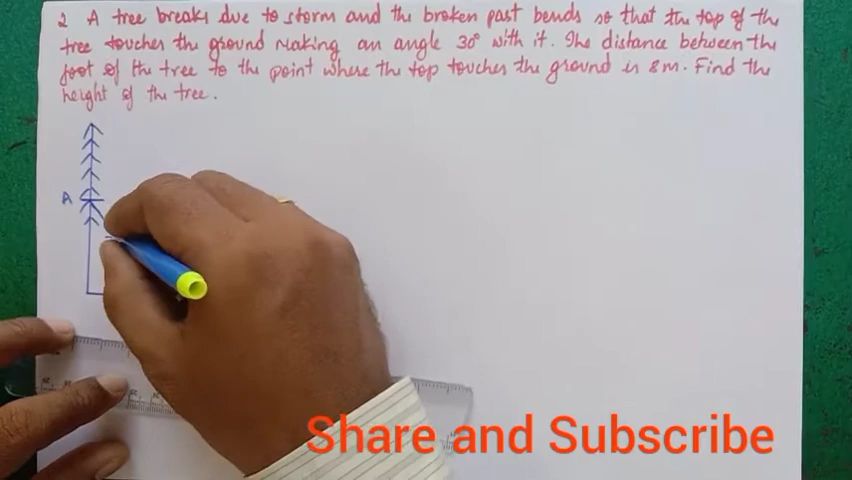 2 A tree breaks due to storm and the broken part bends so that the top of the
tree touches the ground making an angle 30° with it. The distance between the
foot of the tree to the point where the top touches the ground is 8m. Find the
height of the tree.
A
Share and Subscribe